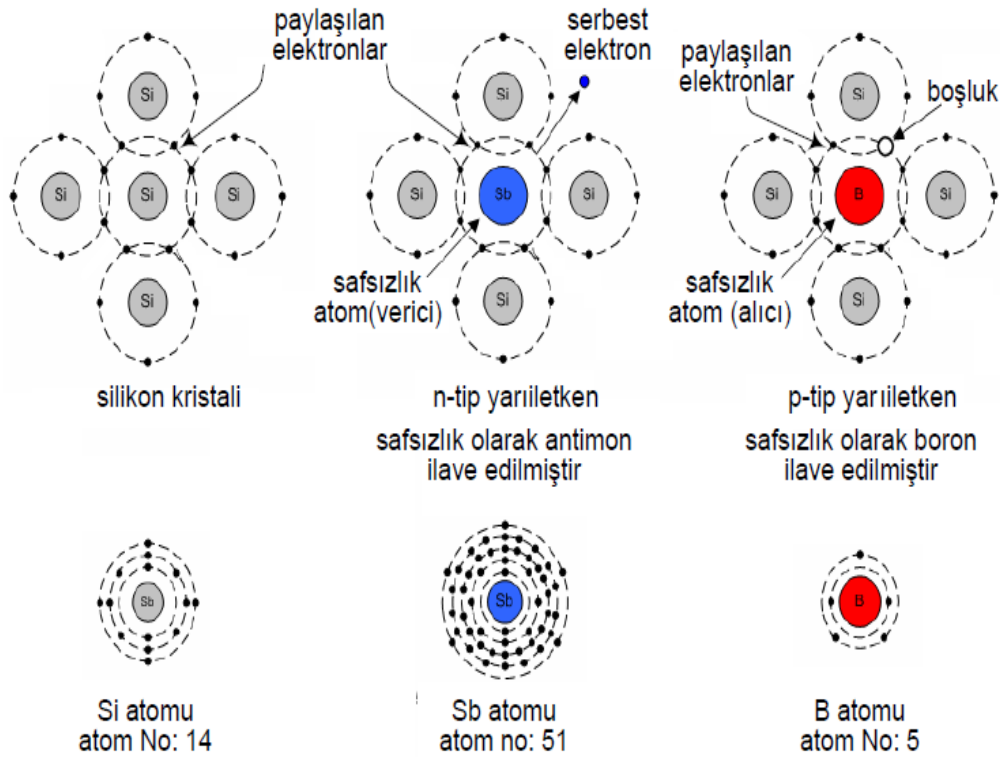 paylaşılan
elektronlar
serbest
elektron
paylaşılan
elektronlar
boşluk
Si
Si
Si
Si
Si
Si
Si
Sb
Si
Si
Si
Si
B
Si
Si
safsızlık
atom(verici)
safsızlık
atom (alıcı)
silikon kristali
n-tip yarıiletken
p-tip yarıiletken
safsızlık olarak antimon
ilave edilmiştir
safsızlık olarak boron
ilave edilmiştir
Sb
Sb
B
Si atomu
atom No: 14
Sb atomu
atom no: 51
B atomu
atom No: 5